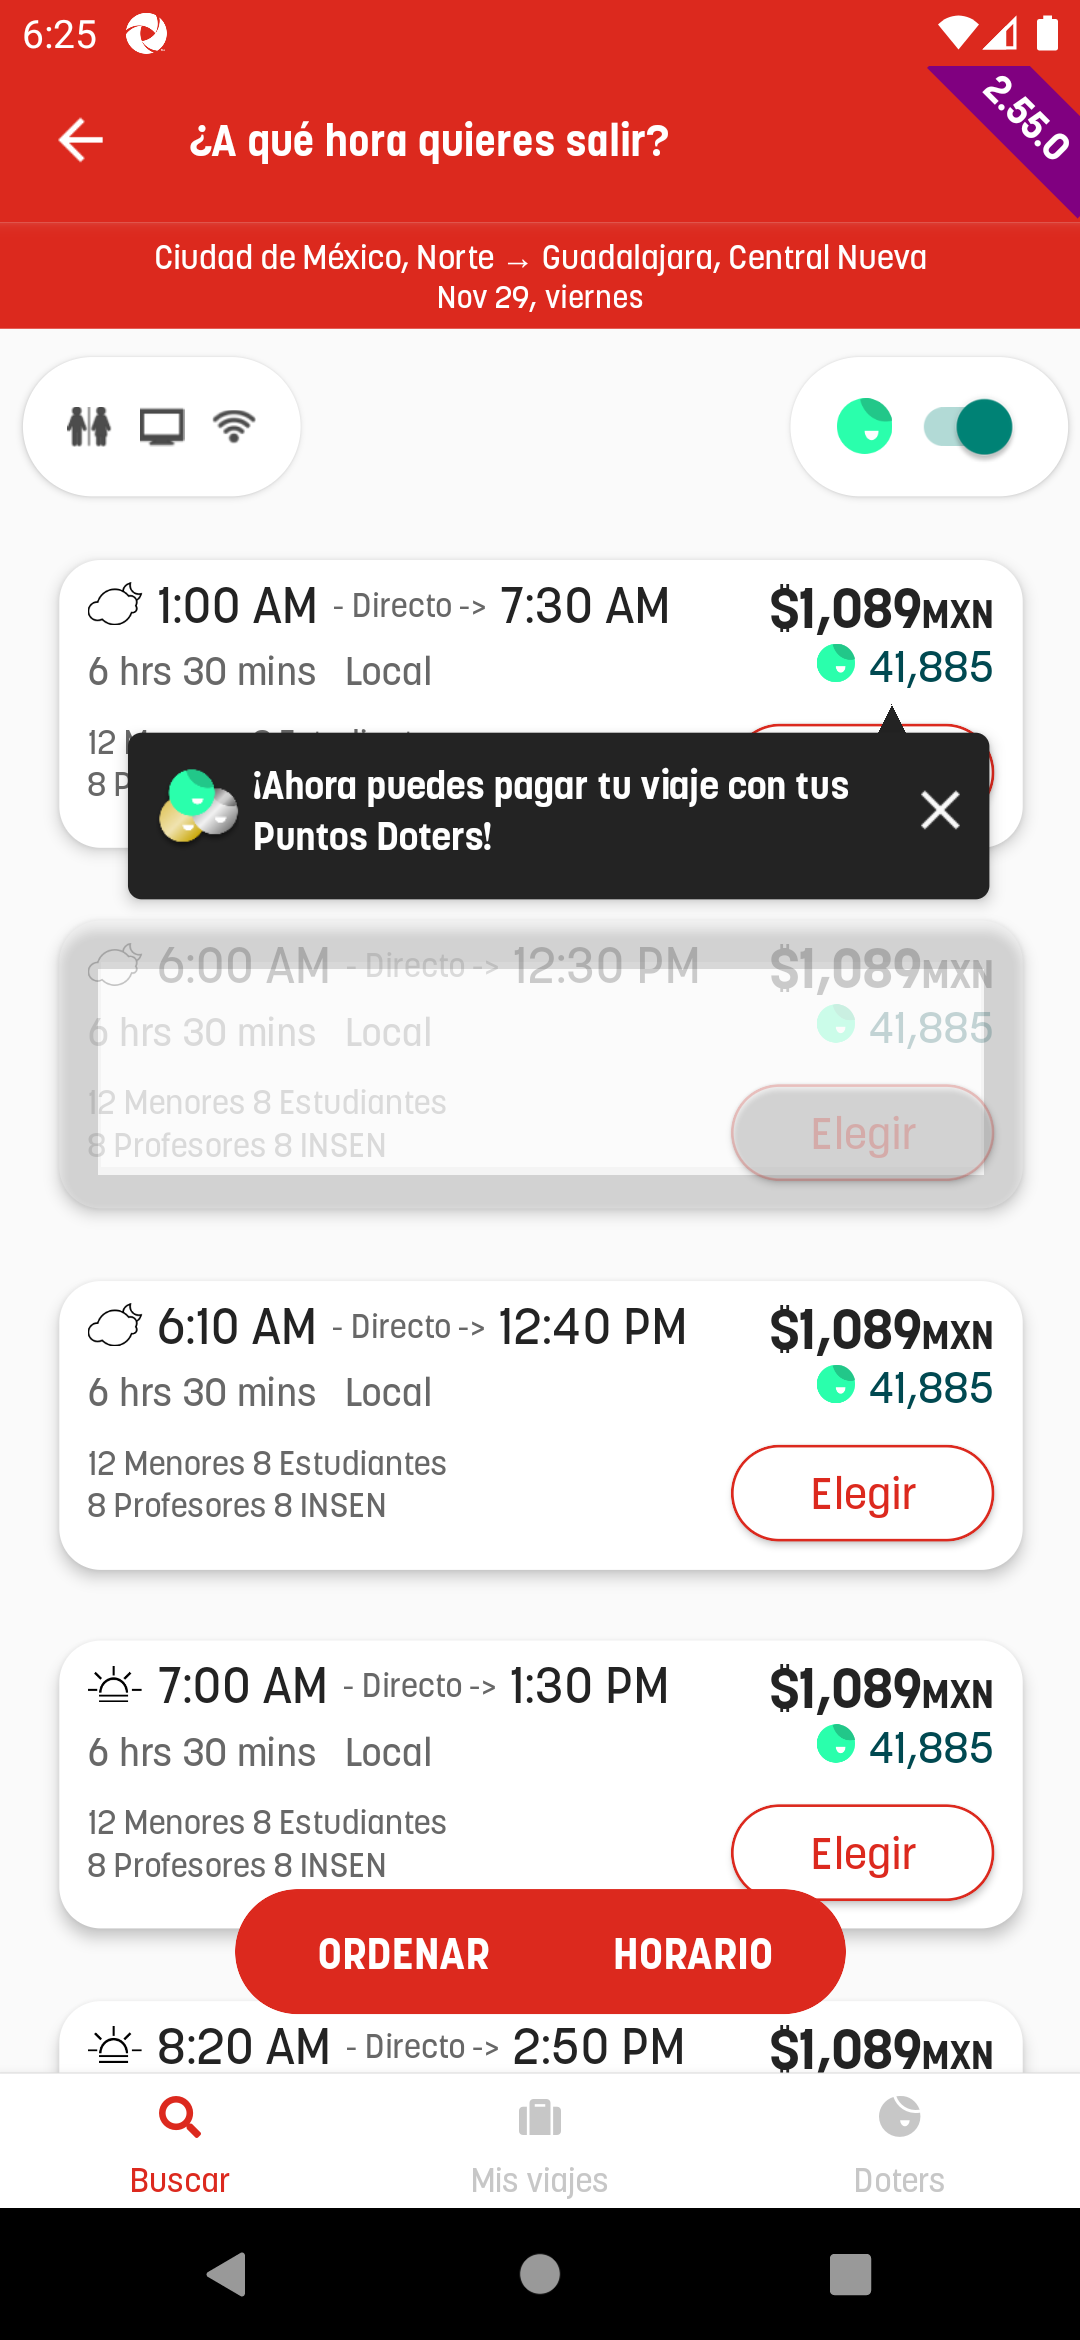 6:25
2.55.0
¿A qué hora quieres salir?
Ciudad de México, Norte → Guadalajara, Central Nueva
Nov 29, viernes
1:00 AM - Directo -> 7:30 AM $1,089MXN
6 hrs 30 mins Local 41,885
12
8 P
¡Ahora puedes pagar tu viaje con tus
Puntos Doters!
6:00 AM - Directo -> 12:30 PM $1,089MXN
6 hrs 30 mins Local 41,885
12 Menores 8 Estudiantes
8 Profesores 8 INSEN
Elegir
6:10 AM - Directo -> 12:40 PM $1,089MXN
6 hrs 30 mins Local 41,885
12 Menores 8 Estudiantes
8 Profesores 8 INSEN
Elegir
7:00 AM - Directo -> 1:30 PM $1,089MXN
6 hrs 30 mins Local 41,885
12 Menores 8 Estudiantes
8 Profesores 8 INSEN
Elegir
ORDENAR HORARIO
8:20 AM - Directo -> 2:50 PM $1,089MXN
Buscar Mis viajes Doters